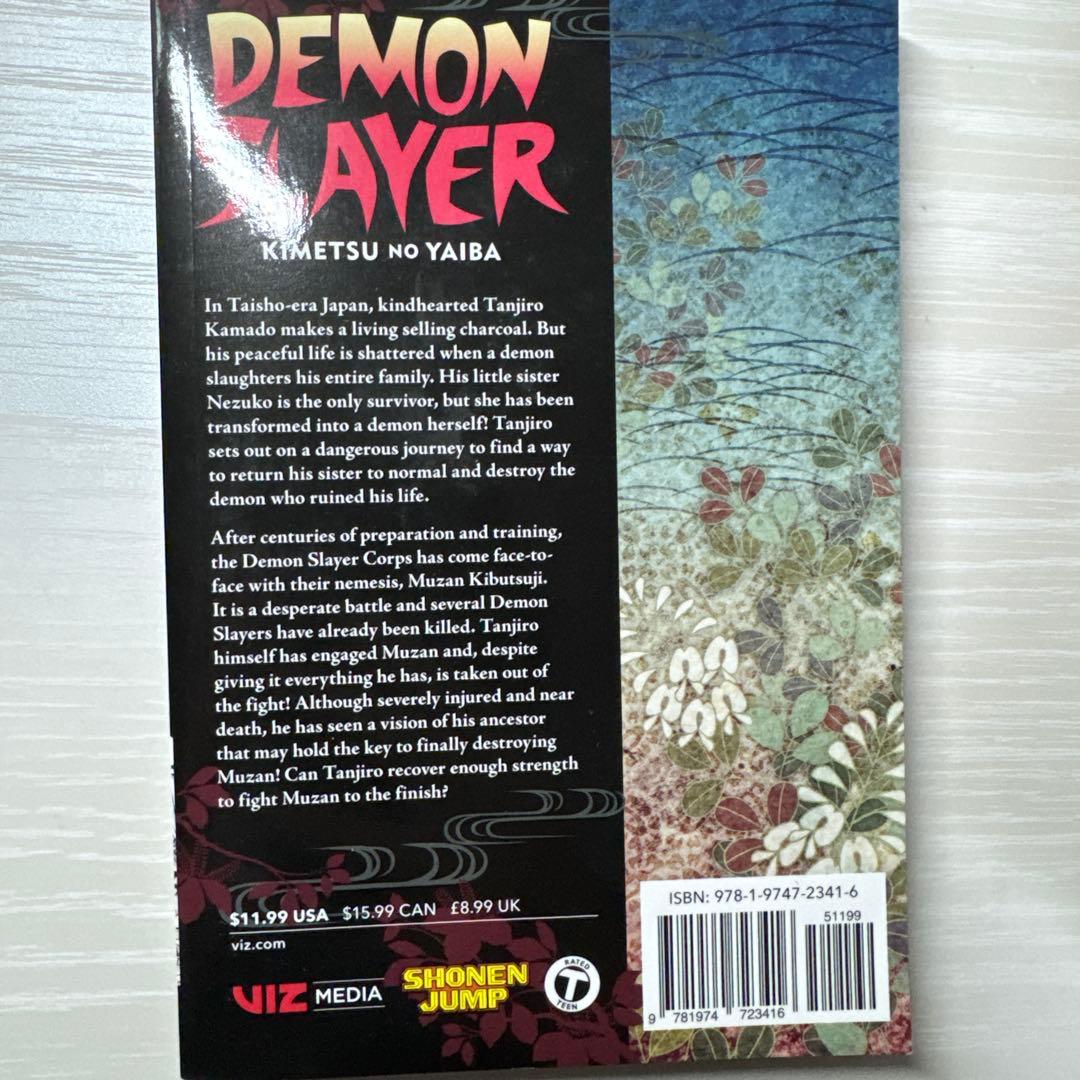 DEMON
SLAYER
KIMETSU NO YAIBA
In Taisho-era Japan, kindhearted Tanjiro
Kamado makes a living selling charcoal. But
his peaceful life is shattered when a demon
slaughters his entire family. His little sister
Nezuko is the only survivor, but she has been
transformed into a demon herself! Tanjiro
sets out on a dangerous journey to find a way
to return his sister to normal and destroy the
demon who ruined his life.
After centuries of preparation and training,
the Demon Slayer Corps has come face-to-
face with their nemesis, Muzan Kibutsuji.
It is a desperate battle and several Demon
Slayers have already been killed. Tanjiro
himself has engaged Muzan and, despite
giving it everything he has, is taken out of
the fight! Although severely injured and near
death, he has seen a vision of his ancestor
that may hold the key to finally destroying
Muzan! Can Tanjiro recover enough strength
to fight Muzan to the finish?
$11.99 USA $15.99 CAN £8.99 UK
viz.com
VIZ MEDIA
SHONEN
JUMP
RATED
T
TEEN
ISBN: 978-1-9747-2341-6
51199
9 781974 723416